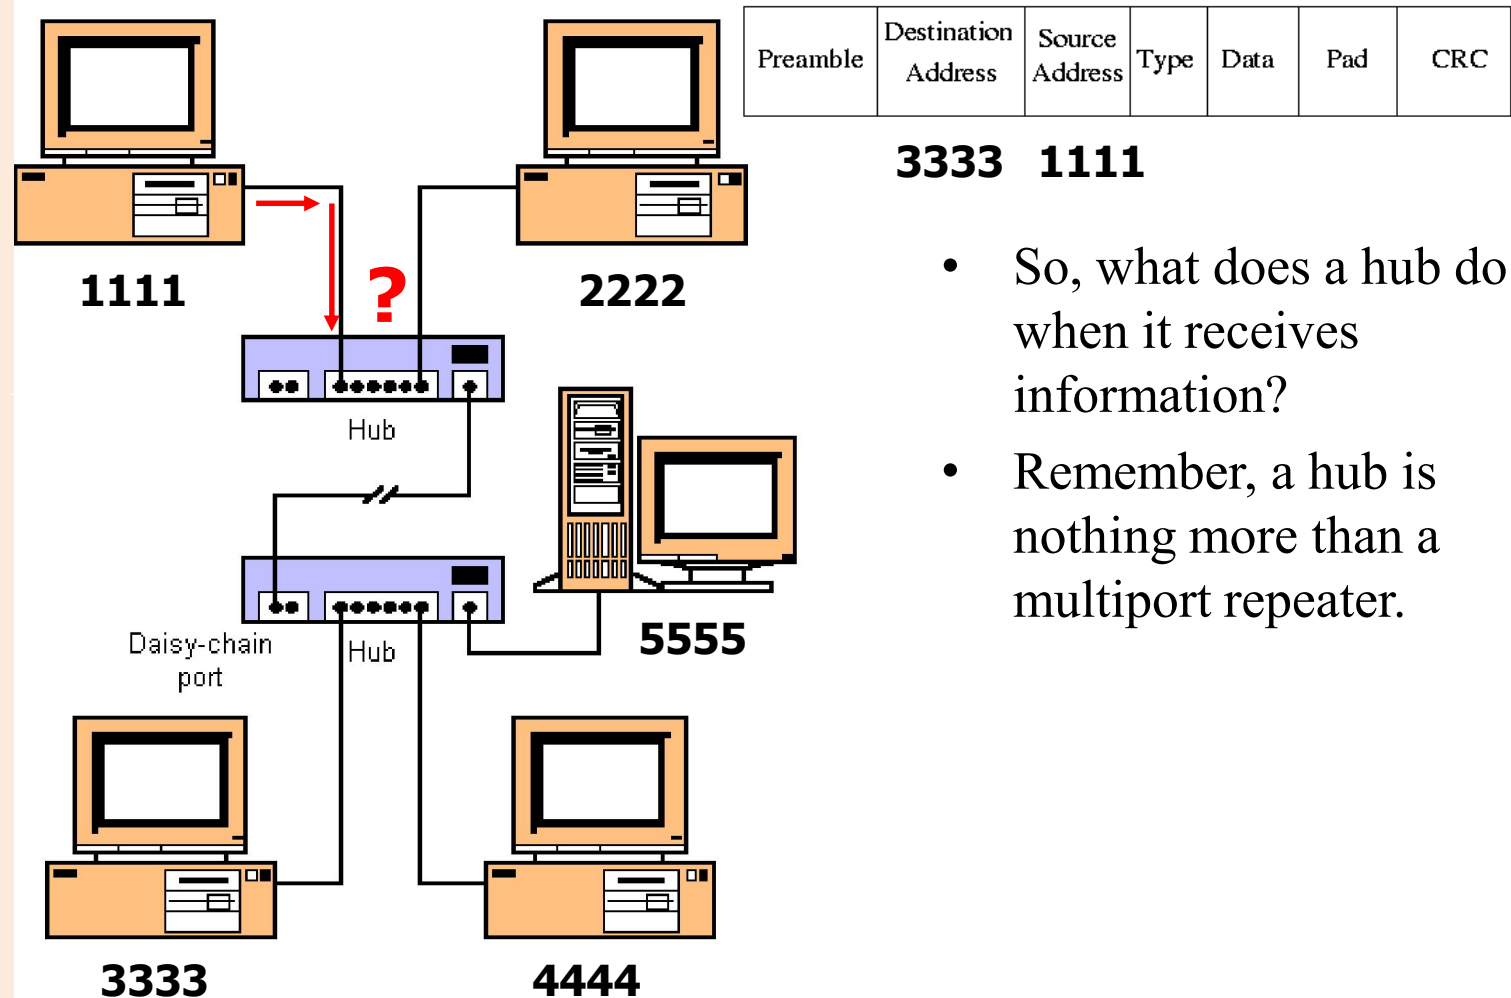 Preamble
Destination
Address
Source
Address
Type
Data
Pad
CRC
3333 1111
1111
?
2222
• So, what does a hub do
when it receives
information?
• Remember, a hub is
nothing more than a
multiport repeater.
Hub
5555
Daisy-chain
port
Hub
3333
4444